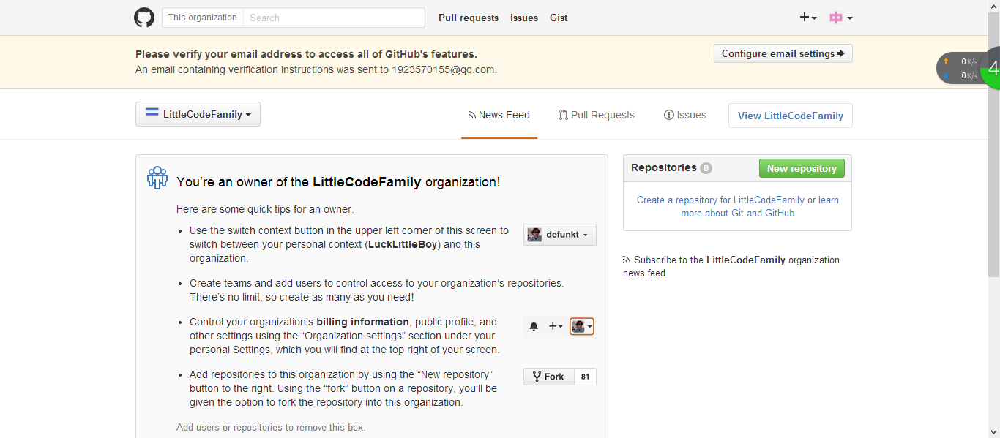 This organization Search Pull requests Issues Gist
Please verify your email address to access all of GitHub's features.
An email containing verification instructions was sent to 1923570155@qq.com.
Configure email settings
0 K/s
0 K/s
4
LittleCodeFamily
News Feed Pull Requests Issues View LittleCodeFamily
You're an owner of the LittleCodeFamily organization!
Here are some quick tips for an owner.
• Use the switch context button in the upper left corner of this screen to
switch between your personal context (LuckLittleBoy) and this
organization.
defunkt
• Create teams and add users to control access to your organization's repositories.
There's no limit, so create as many as you need!
• Control your organization's billing information, public profile, and
other settings using the “Organization settings” section under your
personal Settings, which you will find at the top right of your screen.
• Add repositories to this organization by using the “New repository”
button to the right. Using the “fork” button on a repository, you'll be
given the option to fork the repository into this organization.
Fork 81
Add users or repositories to remove this box.
Repositories 0 New repository
Create a repository for LittleCodeFamily or learn
more about Git and GitHub
Subscribe to the LittleCodeFamily organization
news feed